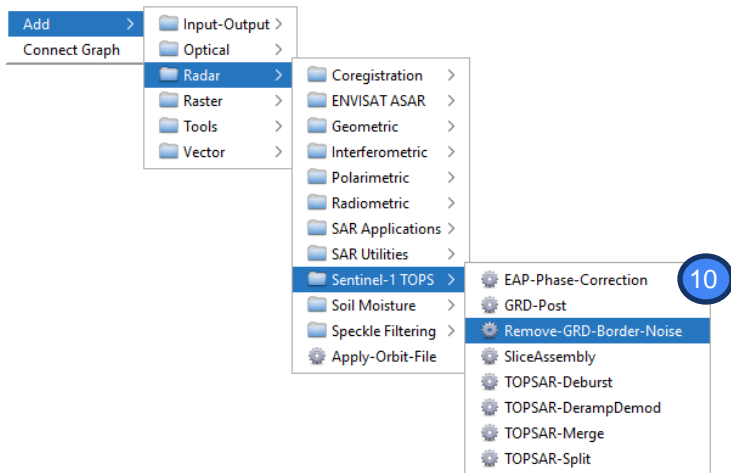 Add
Connect Graph
Input-Output
Optical
Radar
Raster
Tools
Vector
Coregistration
ENVISAT ASAR
Geometric
Interferometric
Polarimetric
Radiometric
SAR Applications
SAR Utilities
Sentinel-1 TOPS
Soil Moisture
Speckle Filtering
Apply-Orbit-File
EAP-Phase-Correction
10
GRD-Post
Remove-GRD-Border-Noise
SliceAssembly
TOPSAR-Deburst
TOPSAR-DerampDemod
TOPSAR-Merge
TOPSAR-Split